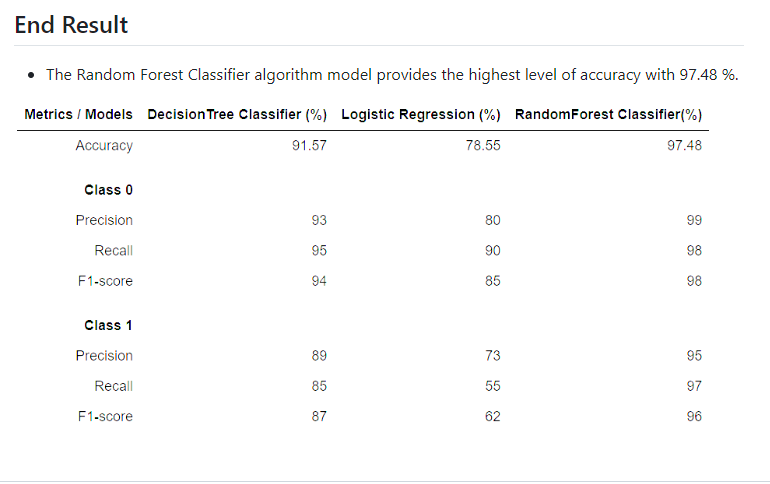 End Result
• The Random Forest Classifier algorithm model provides the highest level of accuracy with 97.48 %.
Metrics / Models DecisionTree Classifier (%) Logistic Regression (%) RandomForest Classifier(%)
Accuracy 91.57 78.55 97.48
Class 0
Precision 93 80 99
Recall 95 90 98
F1-score 94 85 98
Class 1
Precision 89 73 95
Recall 85 55 97
F1-score 87 62 96